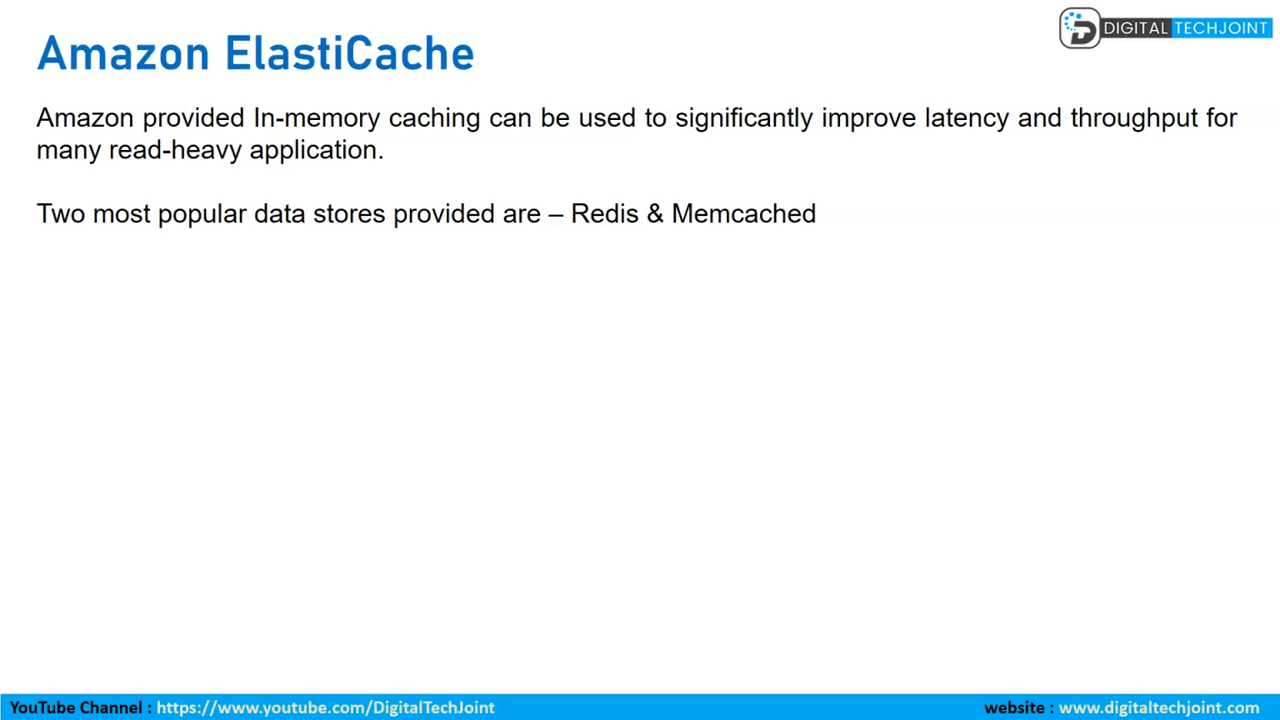 Amazon ElastiCache
DIGITAL TECHJOINT
Amazon provided In-memory caching can be used to significantly improve latency and throughput for
many read-heavy application.
Two most popular data stores provided are – Redis & Memcached
YouTube Channel : https://www.youtube.com/DigitalTechJoint
website : www.digitaltechjoint.com